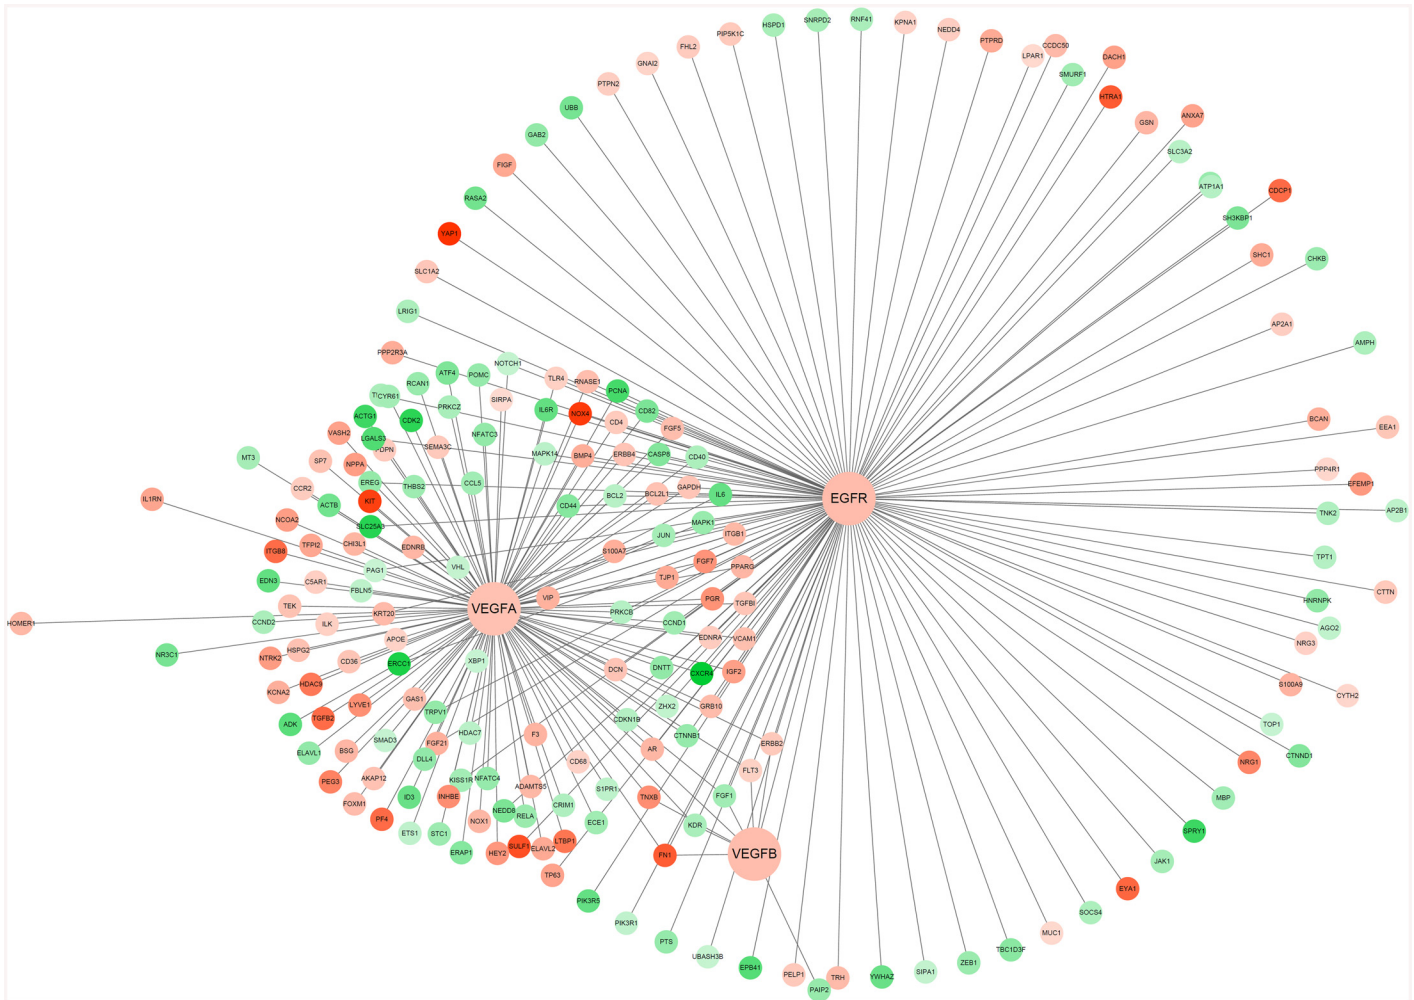 HSPD1
SNRPD2
RNF41
KPNA1
NEDD4
PIP5K1C
FHL2
GNAI2
PTPN2
PTPRD
LPAR1
CCDC50
DACH1
SMURF1
HTRA1
UBB
GAB2
GSN
ANXA7
SLC3A2
FIGF
RASA2
ATP1A1
CDCP1
SH3KBP1
YAP1
SLC1A2
SHC1
CHKB
LRIG1
AP2A1
AMPH
PPP2R3A
NOTCH1
ATF4
POMC
RCAN1
TLR4
RNASE1
PCNA
CYR61
PRKCZ
SIRPA
IL6R
NOX4
CD82
ACTG1
CDK2
CD4
FGF5
BCAN
EEA1
VASH2
LGALS3
NFATC3
PDPN
SEMA3C
MAPK14
BMP4
ERBB4
CASP8
CD40
MT3
SP7
NPPA
PPP4R1
EREG
THBS2
CCL5
GAPDH
EFEMP1
CCR2
BCL2
BCL2L1
IL6
EGFR
IL1RN
ACTB
KIT
CD44
TNK2
AP2B1
NCOA2
SLC25A3
JUN
MAPK1
ITGB1
ITGB8
TFPI2
CHI3L1
EDNRB
S100A7
FGF7
PPARG
TPT1
EDN3
C5AR1
PAG1
VHL
TJP1
FBLN5
CTTN
TEK
KRT20
VEGFA
VIP
PGR
TGFBI
HNRNPK
HOMER1
CCND2
ILK
PRKCB
CCND1
AGO2
NR3C1
NTRK2
HSPG2
APOE
EDNRA
VCAM1
NRG3
CD36
ERCC1
XBP1
DCN
DNTT
CXCR4
IGF2
KCNA2
HDAC9
S100A9
CYTH2
ADK
TGFB2
LYVE1
GAS1
TRPV1
ZHX2
GRB10
CDKN1B
TOP1
ELAVL1
BSG
SMAD3
FGF21
HDAC7
F3
AR
CTNNB1
ERBB2
CTNND1
DLL4
CD68
FLT3
NRG1
PEG3
AKAP12
KISS1R
NFATC4
ADAMTS5
S1PR1
FOXM1
ID3
INHBE
TNXB
FGF1
MBP
PF4
STC1
NOX1
NEDD8
RELA
CRIM1
ECE1
KDR
SPRY1
ETS1
ERAP1
HEY2
SULF1
ELAVL2
LTBP1
FN1
VEGFB
JAK1
TP63
EYA1
PIK3R5
SOCS4
PIK3R1
MUC1
PTS
UBASH3B
TBC1D3F
EPB41
PELP1
TRH
PAIP2
YWHAZ
SIPA1
ZEB1